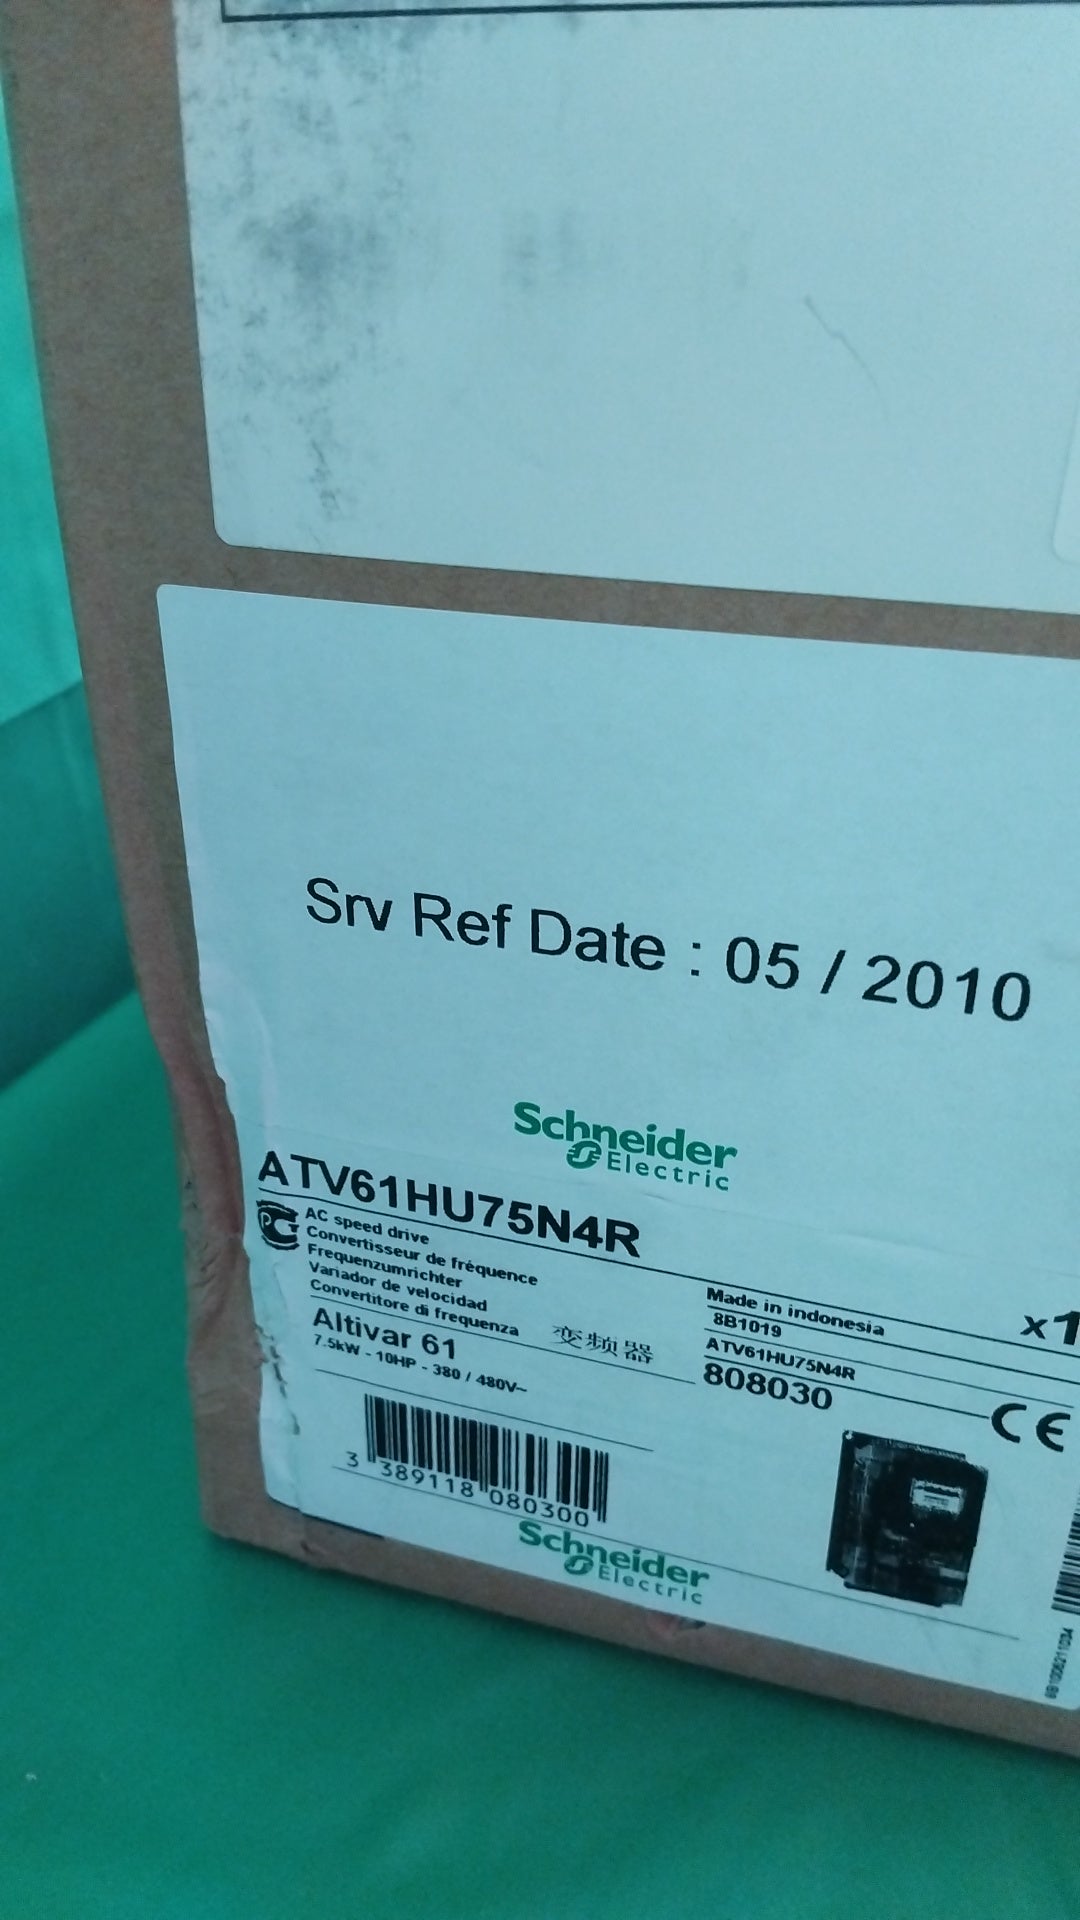 Srv Ref Date : 05 / 2010
Schneider
Electric
ATV61HU75N4R
AC speed drive
Convertisseur de fréquence
Frequenzumrichter
Variador de velocidad
Convertitore di frequenza
变频器
Altivar 61
7.5kW - 10HP - 380 / 480V~
Made in indonesia
x1
8B1019
ATV61HU75N4R
808030
CE
3 389118 080300
Schneider
Electric